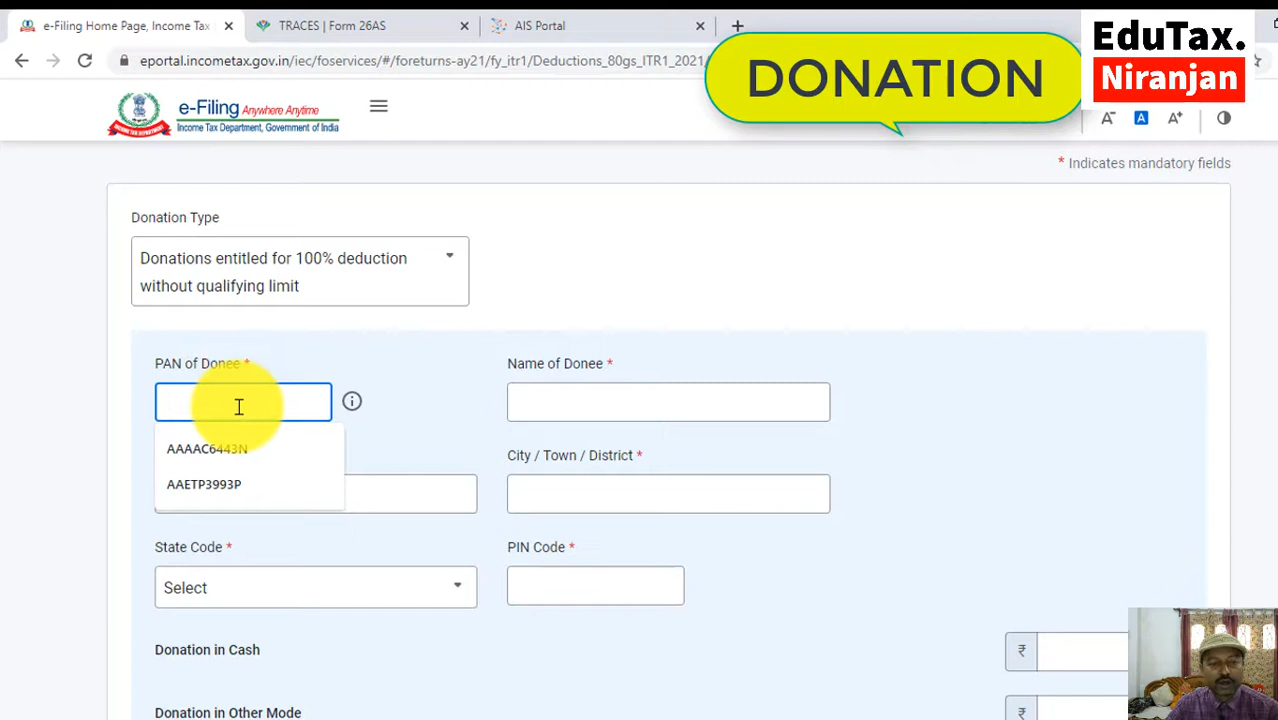 e-Filing Home Page, Income Tax
TRACES | Form 26AS
AIS Portal
eportal.incometax.gov.in/iec/foservices/#/foreturns-ay21/fy_itr1/Deductions_80gs_ITR1_2021/
DONATION
EduTax.
Niranjan
e-Filing Anywhere Anytime
Income Tax Department, Government of India
A- A A+
* Indicates mandatory fields
Donation Type
Donations entitled for 100% deduction
without qualifying limit
PAN of Donee *
Name of Donee *
AAAAC6443N
AAETP3993P
City / Town / District *
State Code *
PIN Code *
Select
Donation in Cash
₹
Donation in Other Mode
₹